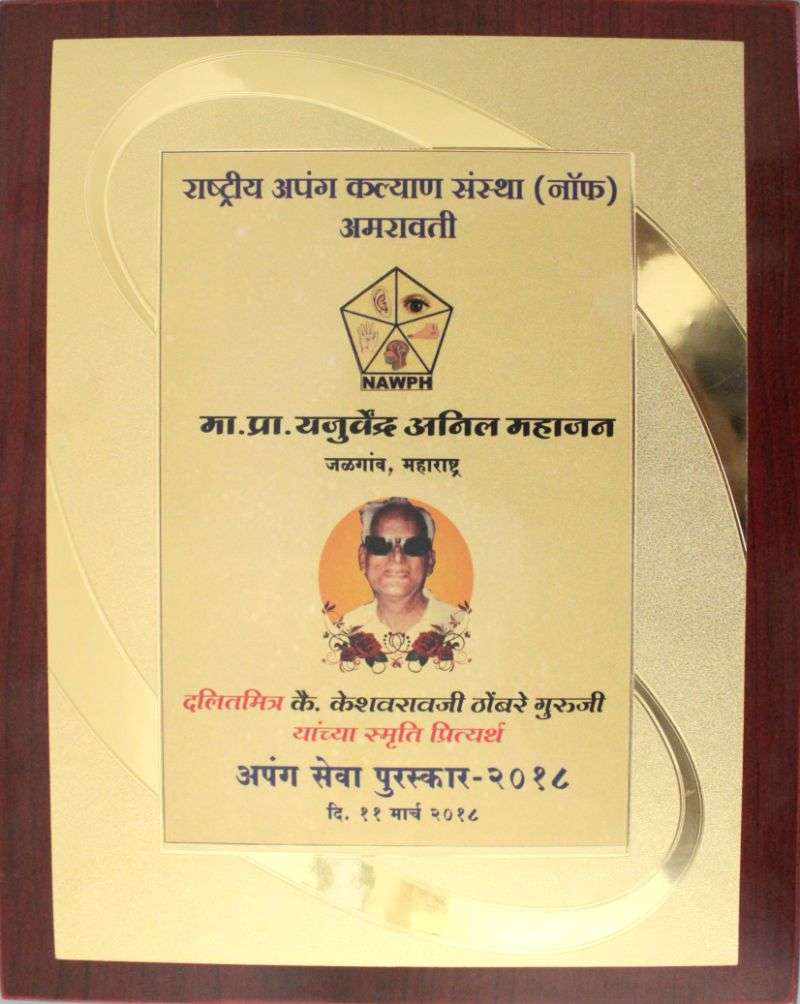 राष्ट्रीय अपंग कल्याण संस्था (नॉफ)
अमरावती
NAWPH
मा.प्रा.यजुर्वेंद्र अनिल महाजन
जळगांव, महाराष्ट्र
दलितमित्र कै. केशवरावजी ठोंबरे गुरुजी
यांच्या स्मृति प्रित्यर्थ
अपंग सेवा पुरस्कार-२०१८
दि. ११ मार्च २०१८